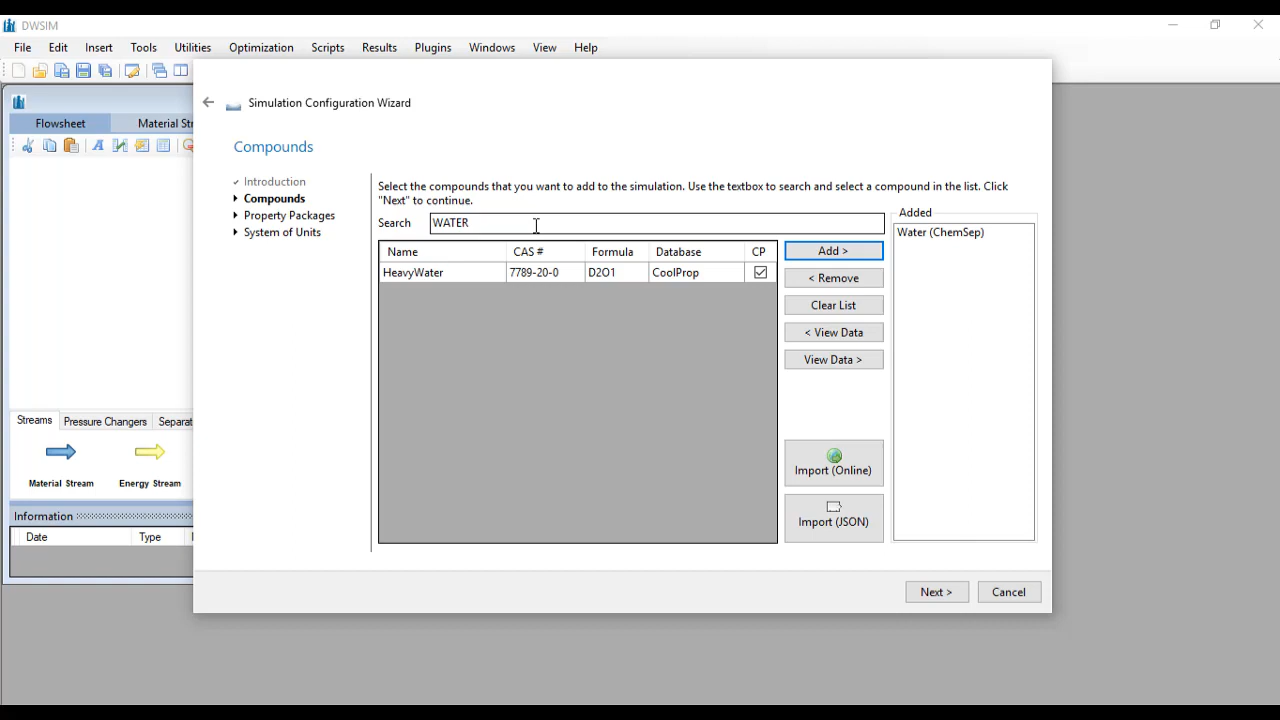 DWSIM
File Edit Insert Tools Utilities Optimization Scripts Results Plugins Windows View Help
Simulation Configuration Wizard
Flowsheet Material Str
Compounds
Introduction
Compounds
Property Packages
System of Units
Select the compounds that you want to add to the simulation. Use the textbox to search and select a compound in the list. Click
"Next" to continue.
Search WATER
Added
Name CAS # Formula Database CP
HeavyWater 7789-20-0 D2O1 CoolProp
Add >
< Remove
Clear List
< View Data
View Data >
Import (Online)
Import (JSON)
Water (ChemSep)
Streams Pressure Changers Separat
Material Stream Energy Stream
Information
Date Type
Next > Cancel